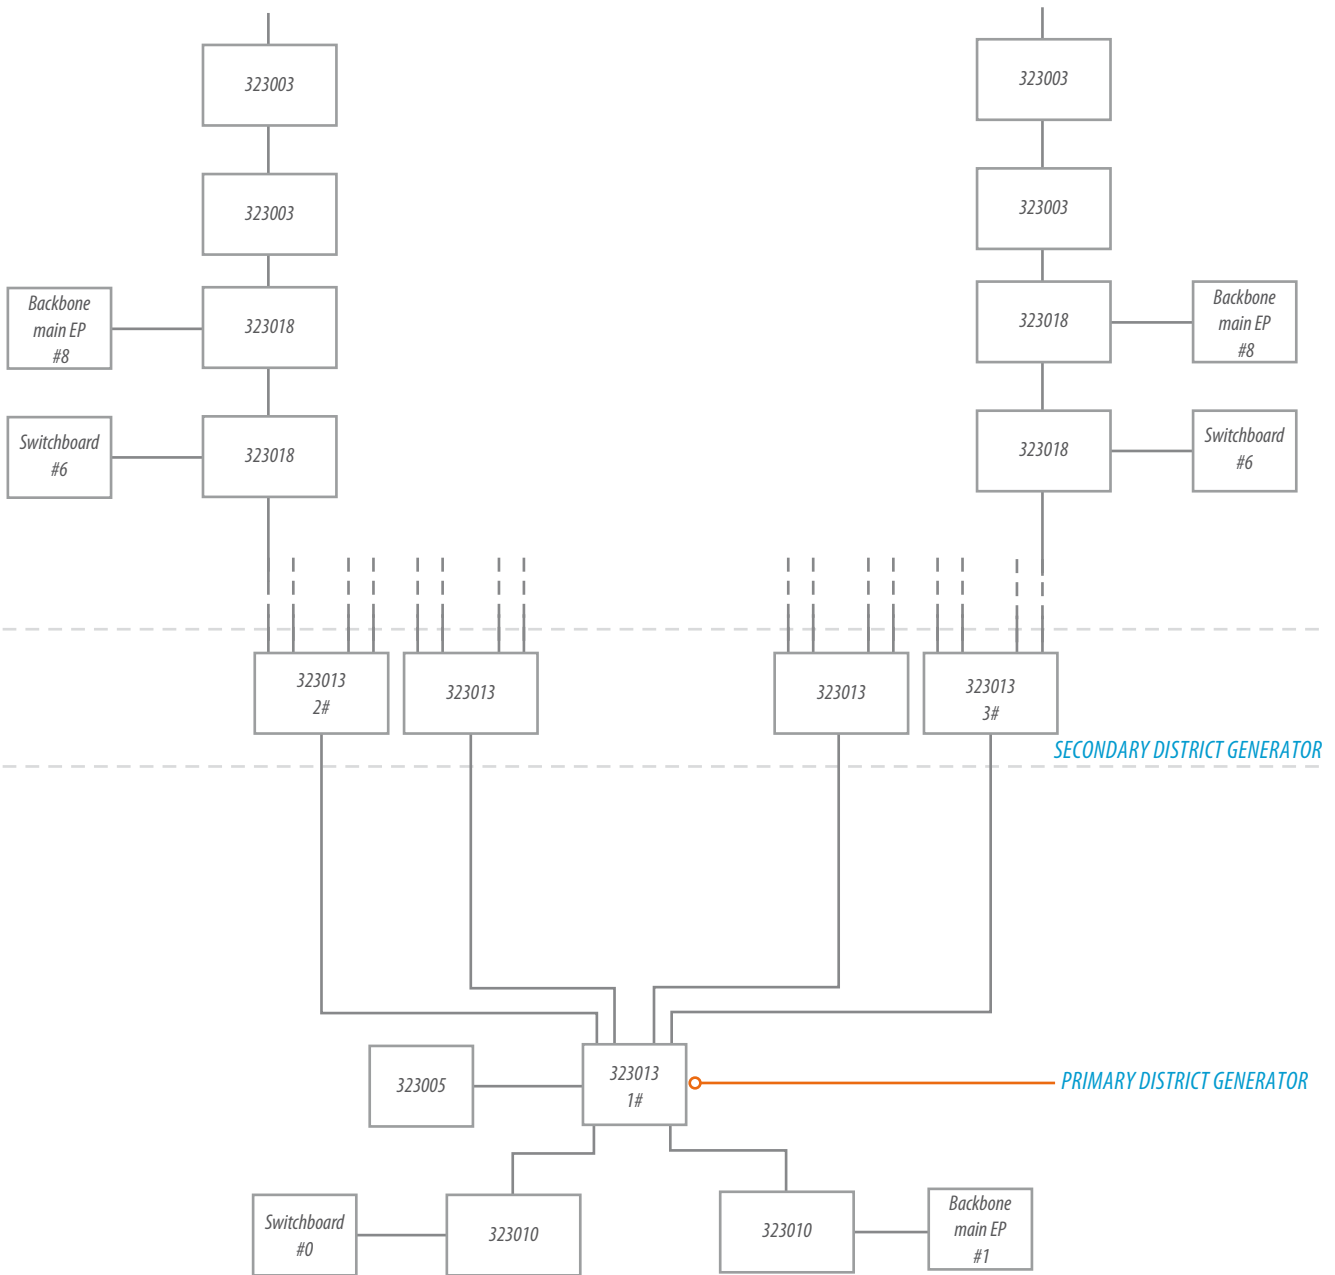 323003
323003
323003
323003
Backbone
main EP
#8
323018
323018
Backbone
main EP
#8
Switchboard
#6
323018
323018
Switchboard
#6
323013
2#
323013
323013
323013
3#
SECONDARY DISTRICT GENERATOR
323005
323013
1#
PRIMARY DISTRICT GENERATOR
Switchboard
#0
323010
323010
Backbone
main EP
#1